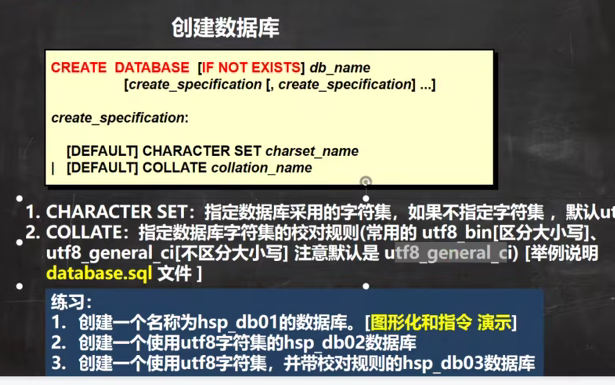 创建数据库
CREATE DATABASE [IF NOT EXISTS] db_name
[create_specification [, create_specification] ...]
create_specification:
[DEFAULT] CHARACTER SET charset_name
| [DEFAULT] COLLATE collation_name
1. CHARACTER SET：指定数据库采用的字符集，如果不指定字符集，默认ut
2. COLLATE：指定数据库字符集的校对规则(常用的 utf8_bin[区分大小写]、
utf8_general_ci[不区分大小写] 注意默认是 utf8_general_ci) [举例说明
database.sql 文件 ]
练习：
1. 创建一个名称为hsp_db01的数据库。[图形化和指令 演示]
2. 创建一个使用utf8字符集的hsp_db02数据库
3. 创建一个使用utf8字符集，并带校对规则的hsp_db03数据库